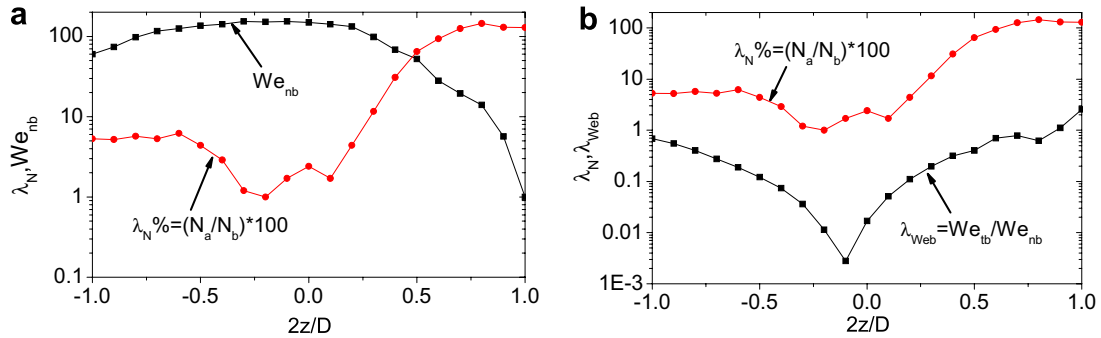 a
λ_N, We_nb
100
10
1
0.1
We_nb
λ_N%=(N_a/N_b)*100
-1.0 -0.5 0.0 0.5 1.0
2z/D
b
λ_N, λ_Web
100
10
1
0.1
0.01
1E-3
λ_N%=(N_a/N_b)*100
λ_Web=We_tb/We_nb
-1.0 -0.5 0.0 0.5 1.0
2z/D